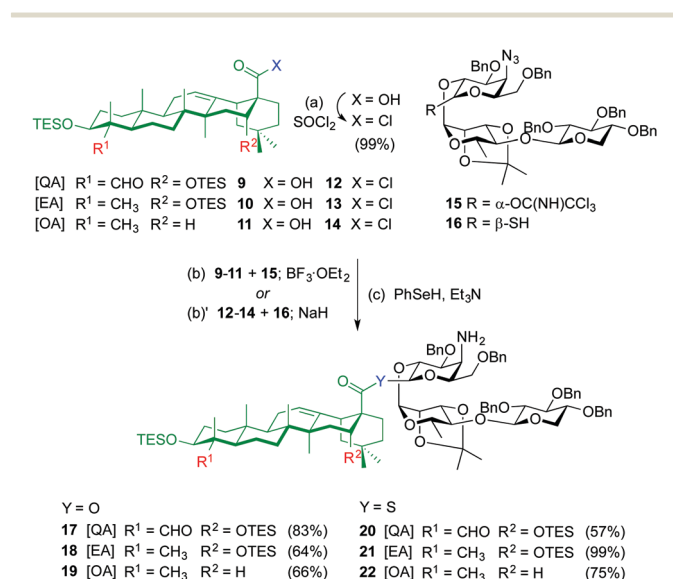 O
X
(a)
SOCl2
X = OH
X = Cl
(99%)
TESO
R1
R2
N3
BnO
OBn
O
O
R
O
O
O
O
O
O
BnO
OBn
OBn
[QA] R1 = CHO R2 = OTES 9 X = OH 12 X = Cl
[EA] R1 = CH3 R2 = OTES 10 X = OH 13 X = Cl
[OA] R1 = CH3 R2 = H 11 X = OH 14 X = Cl
15 R = α-OC(NH)CCl3
16 R = β-SH
(b) 9-11 + 15; BF3·OEt2
or
(b)' 12-14 + 16; NaH
(c) PhSeH, Et3N
NH2
BnO
OBn
O
Y
O
O
O
O
O
O
O
O
BnO
OBn
OBn
TESO
R1
R2
Y = O
17 [QA] R1 = CHO R2 = OTES (83%)
18 [EA] R1 = CH3 R2 = OTES (64%)
19 [OA] R1 = CH3 R2 = H (66%)
Y = S
20 [QA] R1 = CHO R2 = OTES (57%)
21 [EA] R1 = CH3 R2 = OTES (99%)
22 [OA] R1 = CH3 R2 = H (75%)